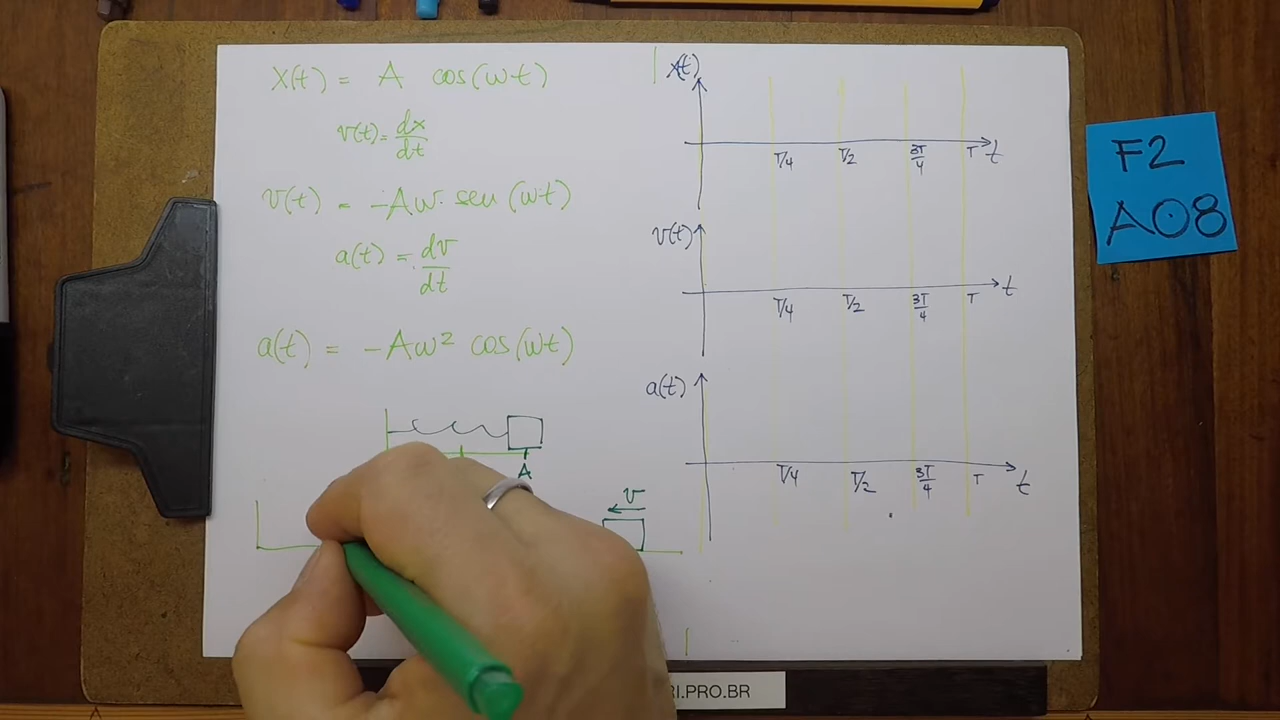 X(t) = A cos(ωt)
v(t) = dx/dt
v(t) = -Aω· sen(ωt)
a(t) = dv/dt
a(t) = -Aω² cos(ωt)
A
v
X(t)
T/4 T/2 3T/4 T t
v(t)
T/4 T/2 3T/4 T t
a(t)
T/4 T/2 3T/4 T t
F2
A08
RI.PRO.BR